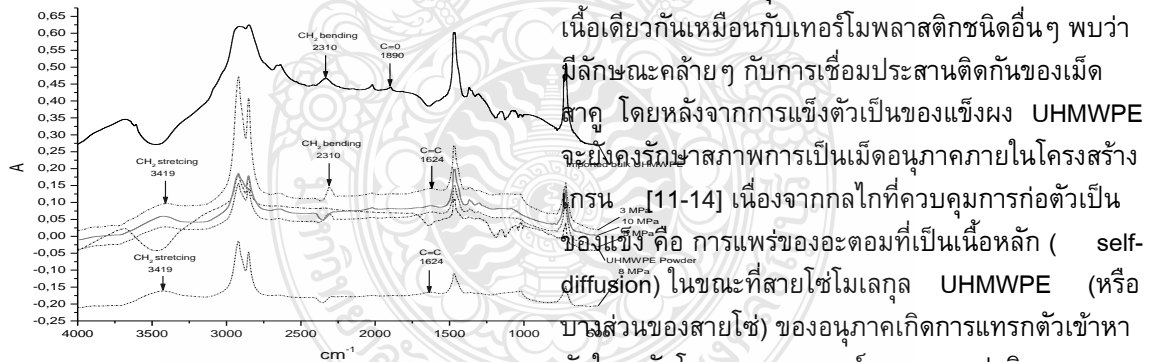 0,65
0,60
0,55
0,50
0,45
0,40
0,35
0,30
0,25
0,20
0,15
0,10
0,05
0,00
-0,05
-0,10
-0,15
-0,20
-0,25
A
4000 3500 3000 2500 2000 1500 1000 500
cm⁻¹
CH₂ bending
2310
C=0
1890
CH₂ stretcing
3419
CH₂ bending
2310
C=C
1624
CH₂ stretcing
3419
C=C
1624
UHMWPE
3 MPa
10 MPa
MPa
UHMWPE Powder
8 MPa
เนื้อเดียวกันเหมือนกับเทอร์โมพลาสติกชนิดอื่นๆ พบว่า
มีลักษณะคล้ายๆ กับการเชื่อมประสานติดกันของเม็ด
สาคู โดยหลังจากการแข็งตัวเป็นของแข็งผง UHMWPE
จะยังคงรักษาสภาพการเป็นเม็ดอนุภาคภายในโครงสร้าง
เกรน [11-14] เนื่องจากกลไกที่ควบคุมการก่อตัวเป็น
ของแข็ง คือ การแพร่ของอะตอมที่เป็นเนื้อหลัก ( self-
diffusion) ในขณะที่สายโซ่โมเลกุล UHMWPE (หรือ
บางส่วนของสายโซ่) ของอนุภาคเกิดการแทรกตัวเข้าหา